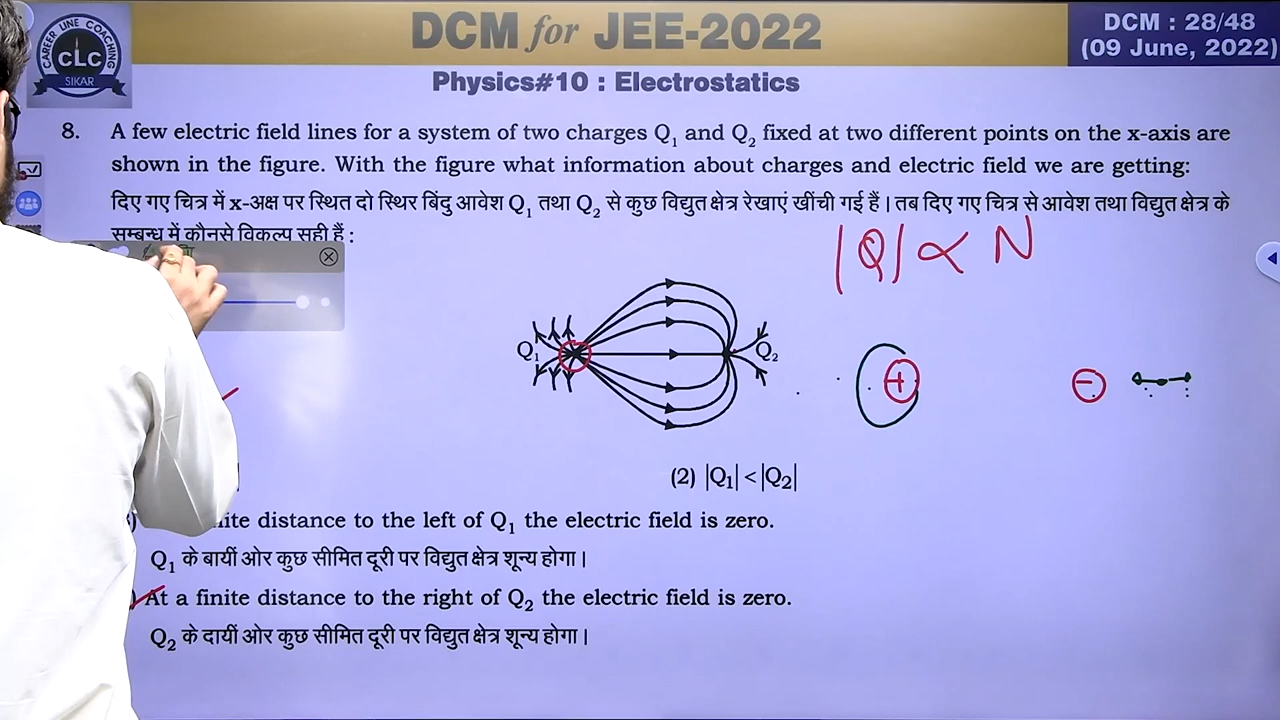 DCM for JEE-2022
DCM : 28/48
(09 June, 2022)
CAREER LINE COACHING
CLC
SIKAR
Physics#10 : Electrostatics
8. A few electric field lines for a system of two charges Q₁ and Q₂ fixed at two different points on the x-axis are
shown in the figure. With the figure what information about charges and electric field we are getting:
दिए गए चित्र में x-अक्ष पर स्थित दो स्थिर बिंदु आवेश Q₁ तथा Q₂ से कुछ विद्युत क्षेत्र रेखाएं खींची गई हैं। तब दिए गए चित्र से आवेश तथा विद्युत क्षेत्र के
सम्बन्ध में कौनसे विकल्प सही हैं :
|Q| ∝ N
Q₁
Q₂
+
−
(2) |Q₁| < |Q₂|
distance to the left of Q₁ the electric field is zero.
Q₁ के बायीं ओर कुछ सीमित दूरी पर विद्युत क्षेत्र शून्य होगा।
At a finite distance to the right of Q₂ the electric field is zero.
Q₂ के दायीं ओर कुछ सीमित दूरी पर विद्युत क्षेत्र शून्य होगा।